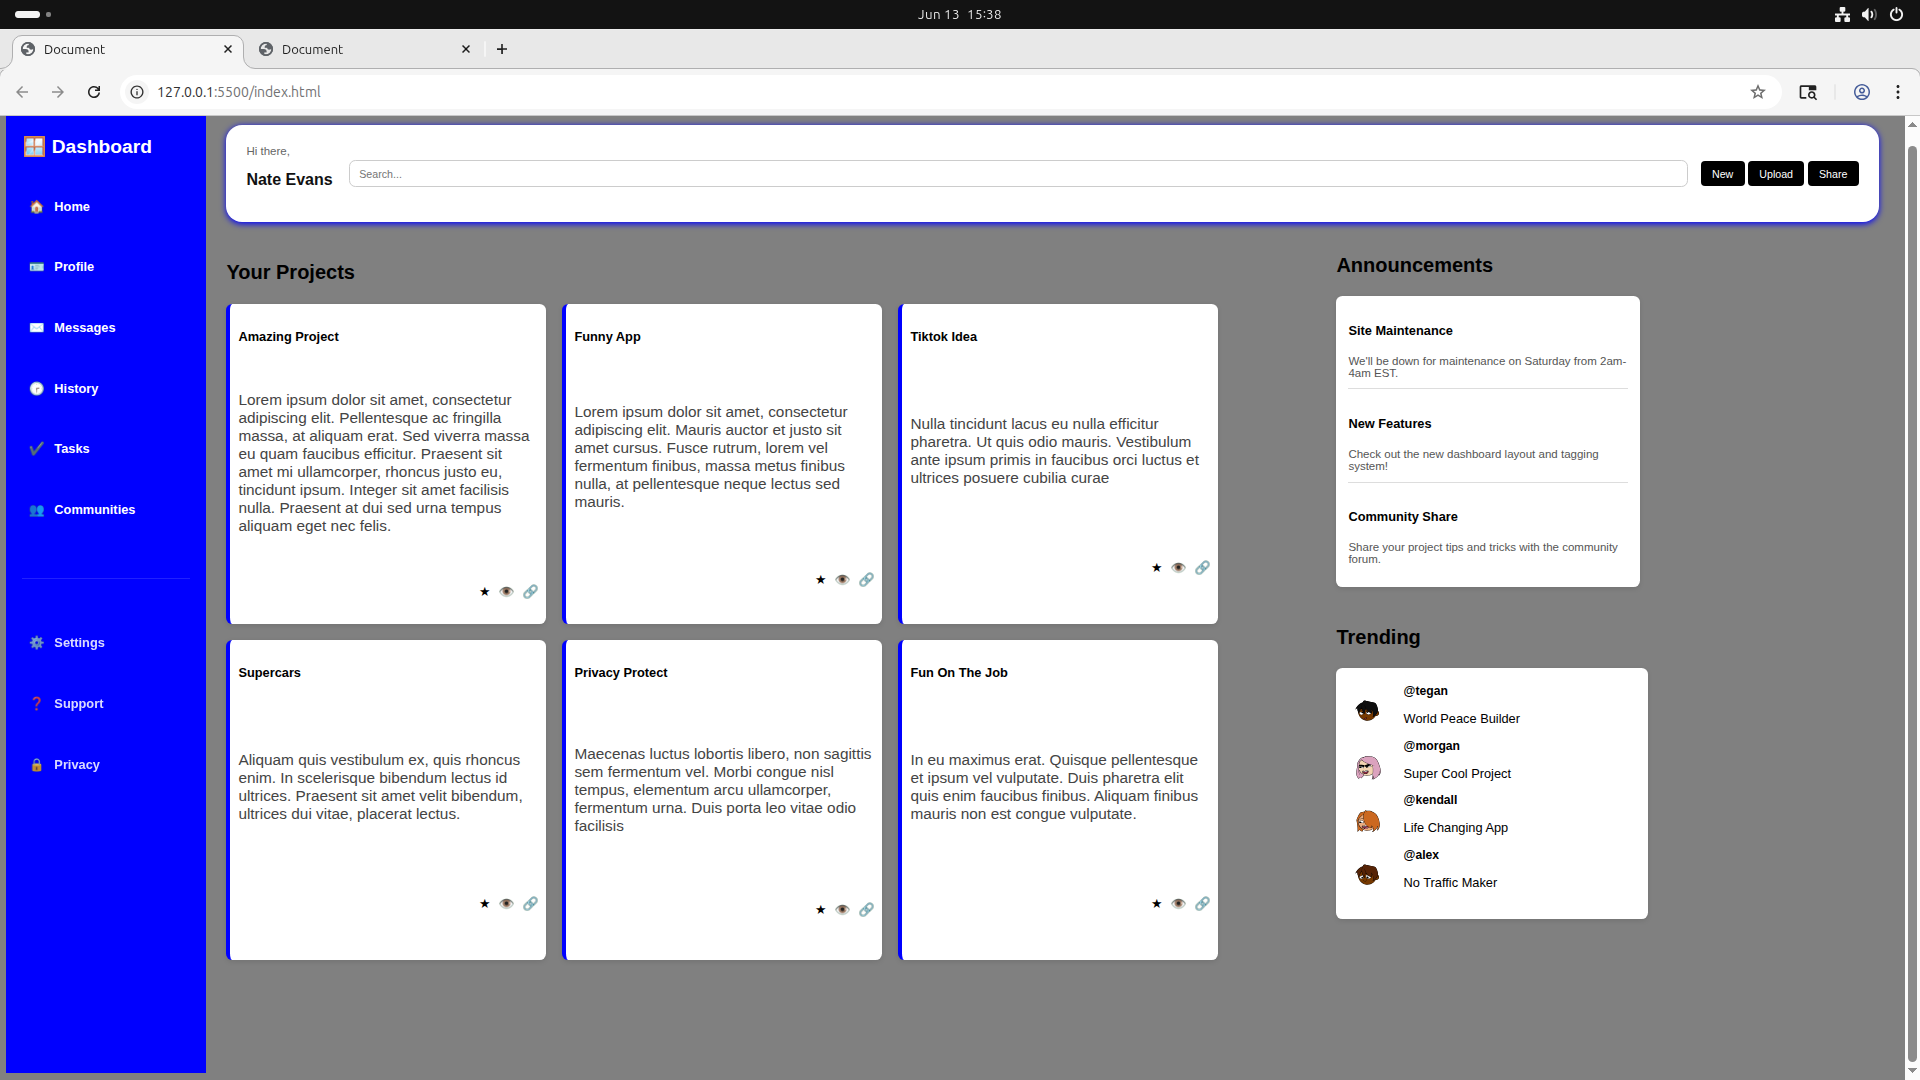 Jun 13 15:38
Document
Document
127.0.0.1:5500/index.html
Dashboard
Home
Profile
Messages
History
Tasks
Communities
Settings
Support
Privacy
Hi there,
Nate Evans
Search...
New
Upload
Share
Your Projects
Amazing Project
Lorem ipsum dolor sit amet, consectetur
adipiscing elit. Pellentesque ac fringilla
massa, at aliquam erat. Sed viverra massa
eu quam faucibus efficitur. Praesent sit
amet mi ullamcorper, rhoncus justo eu,
tincidunt ipsum. Integer sit amet facilisis
nulla. Praesent at dui sed urna tempus
aliquam eget nec felis.
Funny App
Lorem ipsum dolor sit amet, consectetur
adipiscing elit. Mauris auctor et justo sit
amet cursus. Fusce rutrum, lorem vel
fermentum finibus, massa metus finibus
nulla, at pellentesque neque lectus sed
mauris.
Tiktok Idea
Nulla tincidunt lacus eu nulla efficitur
pharetra. Ut quis odio mauris. Vestibulum
ante ipsum primis in faucibus orci luctus et
ultrices posuere cubilia curae
Supercars
Aliquam quis vestibulum ex, quis rhoncus
enim. In scelerisque bibendum lectus id
ultrices. Praesent sit amet velit bibendum,
ultrices dui vitae, placerat lectus.
Privacy Protect
Maecenas luctus lobortis libero, non sagittis
sem fermentum vel. Morbi congue nisl
tempus, elementum arcu ullamcorper,
fermentum urna. Duis porta leo vitae odio
facilisis
Fun On The Job
In eu maximus erat. Quisque pellentesque
et ipsum vel vulputate. Duis pharetra elit
quis enim faucibus finibus. Aliquam finibus
mauris non est congue vulputate.
Announcements
Site Maintenance
We'll be down for maintenance on Saturday from 2am-
4am EST.
New Features
Check out the new dashboard layout and tagging
system!
Community Share
Share your project tips and tricks with the community
forum.
Trending
@tegan
World Peace Builder
@morgan
Super Cool Project
@kendall
Life Changing App
@alex
No Traffic Maker